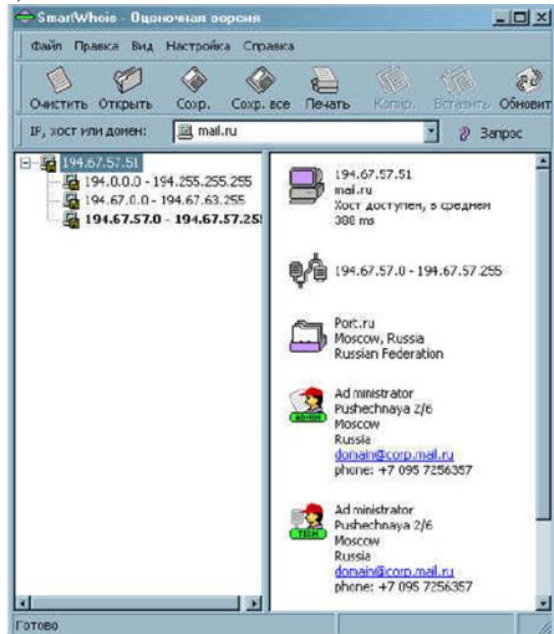 SmartWhois - Оценочная версия
Файл Правка Вид Настройка Справка
Очистить Открыть Сохр. Сохр. все Печать Копир. Вставить Обновит
IP, хост или домен: mail.ru Запрос
194.67.57.51
194.0.0.0 - 194.255.255.255
194.67.0.0 - 194.67.63.255
194.67.57.0 - 194.67.57.255
194.67.57.51
mail.ru
Хост доступен, в среднем
388 ms
194.67.57.0 - 194.67.57.255
Port.ru
Moscow, Russia
Russian Federation
ADMIN
Administrator
Pushechnaya 2/6
Moscow
Russia
domain@corp.mail.ru
phone: +7 095 7256357
TECH
Administrator
Pushechnaya 2/6
Moscow
Russia
domain@corp.mail.ru
phone: +7 095 7256357
Готово